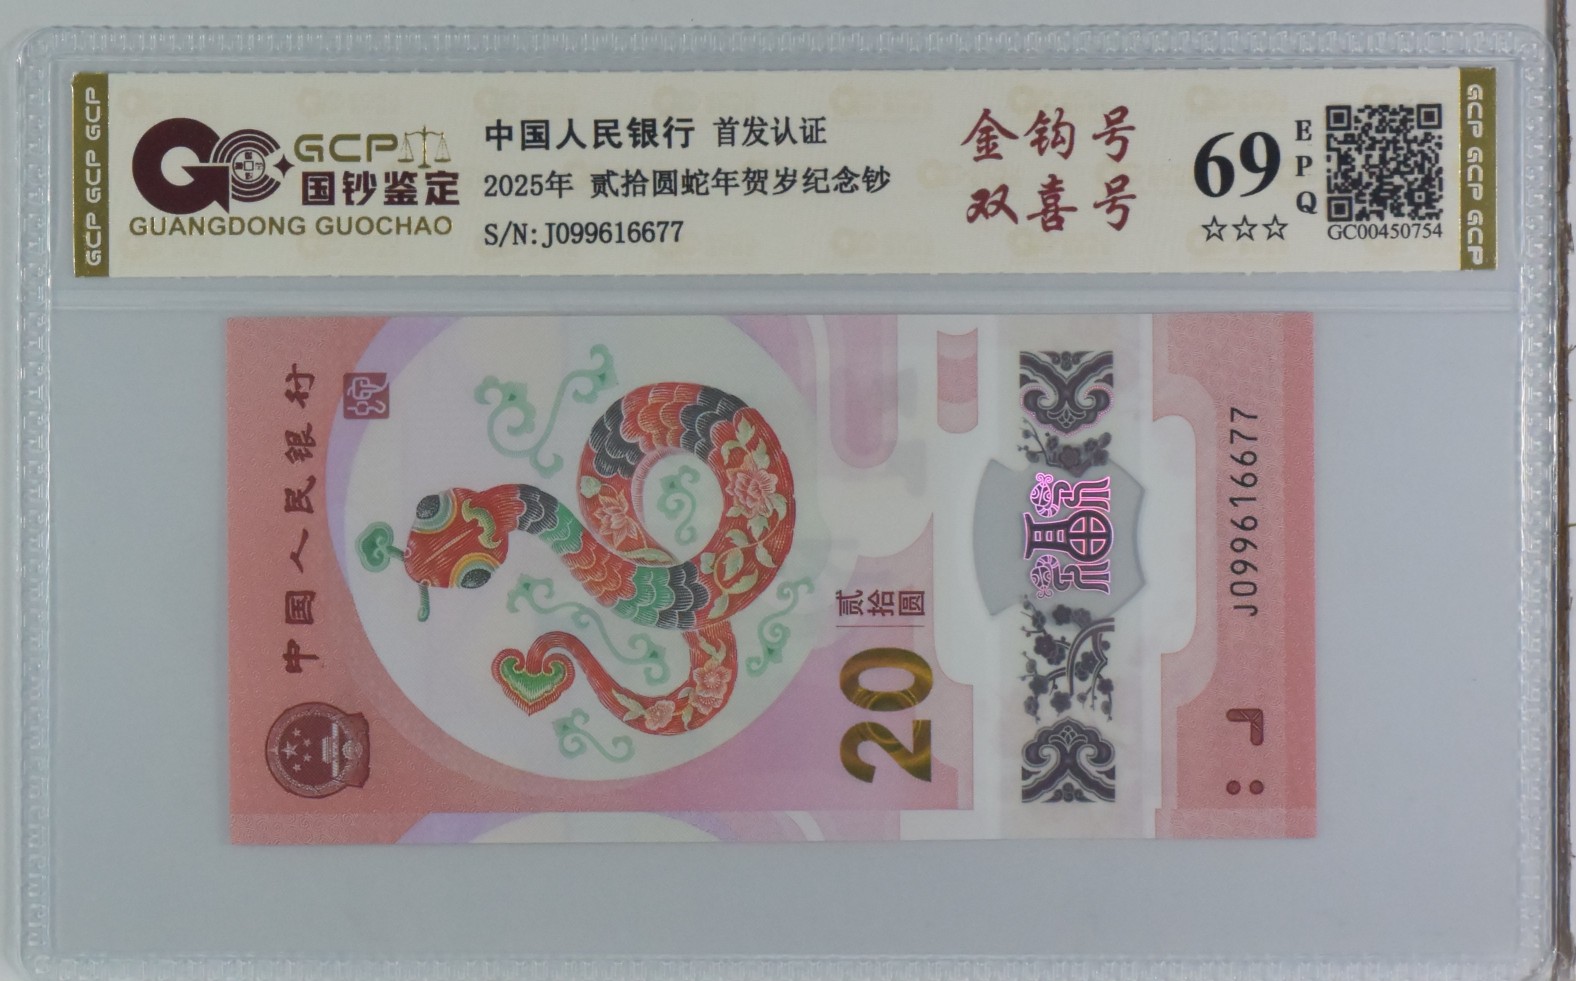 GCP GCP GCP
GCP
国钞鉴定
GUANGDONG GUOCHAO
中国人民银行 首发认证
2025年 贰拾圆蛇年贺岁纪念钞
S/N:J099616677
金钩号
双喜号
69
EPQ
☆☆☆
GC00450754
GCP GCP GCP
中国人民银行
贰拾圆
20
J099616677